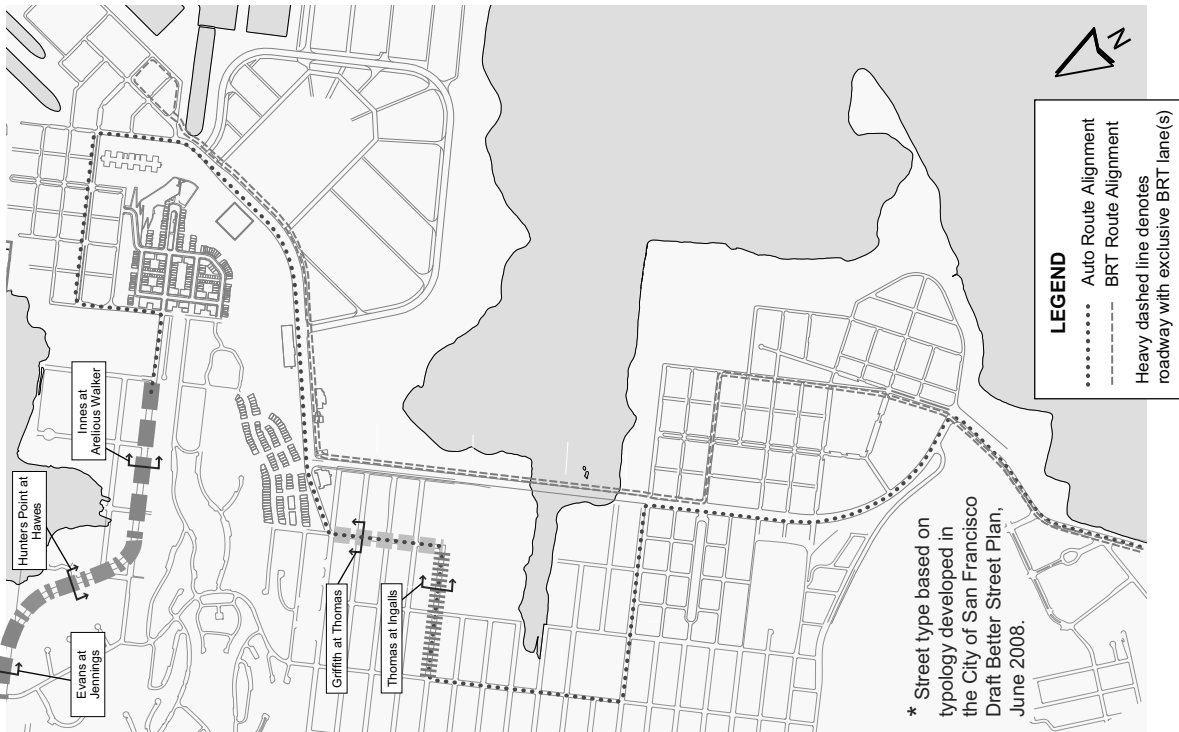 Innes at
Arelious Walker
Hunters Point at
Hawes
Evans at
Jennings
Griffith at Thomas
Thomas at Ingalls
N
LEGEND
Auto Route Alignment
BRT Route Alignment
Heavy dashed line denotes
roadway with exclusive BRT lane(s)
* Street type based on
typology developed in
the City of San Francisco
Draft Better Street Plan,
June 2008.